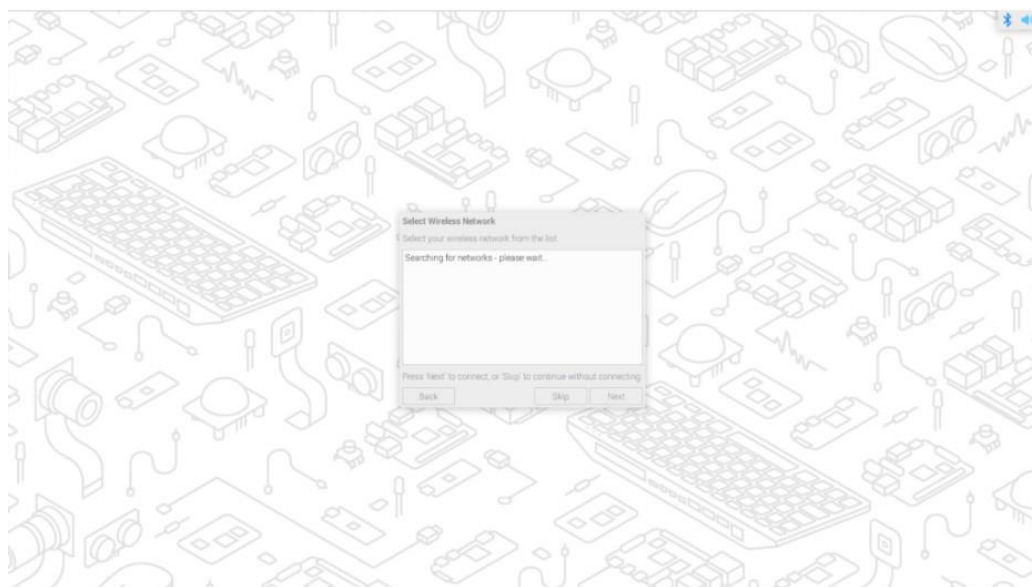 Select Wireless Network
Select your wireless network from the list
Searching for networks - please wait...
Press 'Next' to connect, or 'Skip' to continue without connecting
Back
Skip
Next